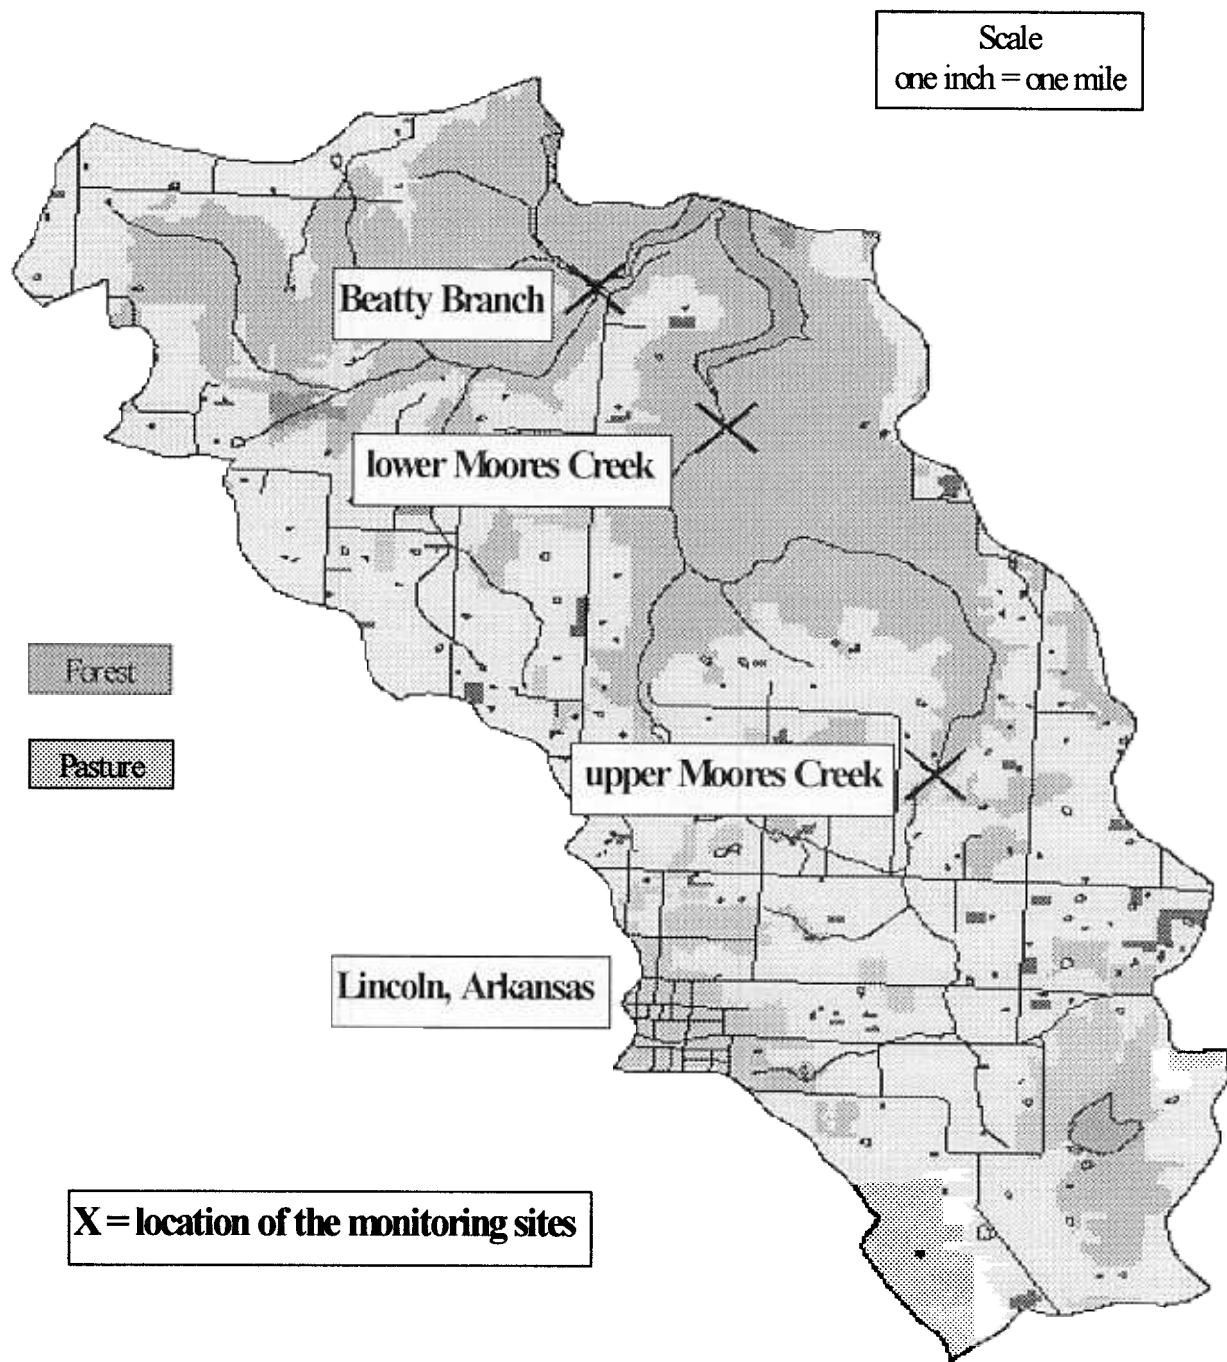 Scale
one inch = one mile
Beatty Branch
lower Moores Creek
Forest
Pasture
upper Moores Creek
Lincoln, Arkansas
X = location of the monitoring sites